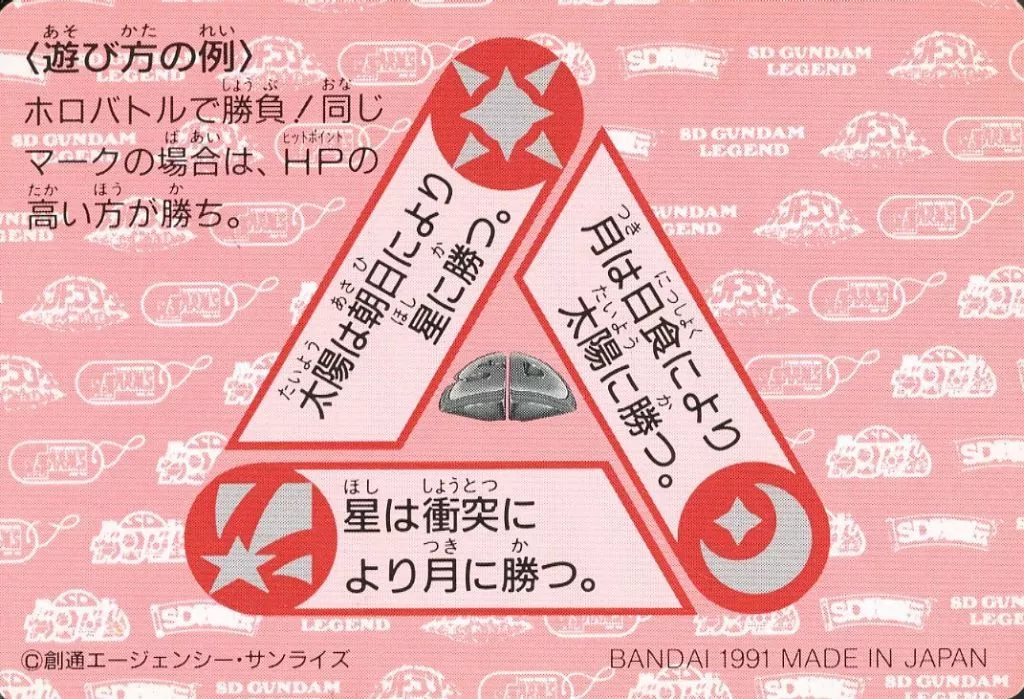 〈遊び方の例〉
ホロバトルで勝負！同じ
マークの場合は、HPの
高い方が勝ち。
太陽は朝日により
星に勝つ。
月は日食により
太陽に勝つ。
星は衝突に
より月に勝つ。
©創通エージェンシー・サンライズ
BANDAI 1991 MADE IN JAPAN
SD GUNDAM
LEGEND